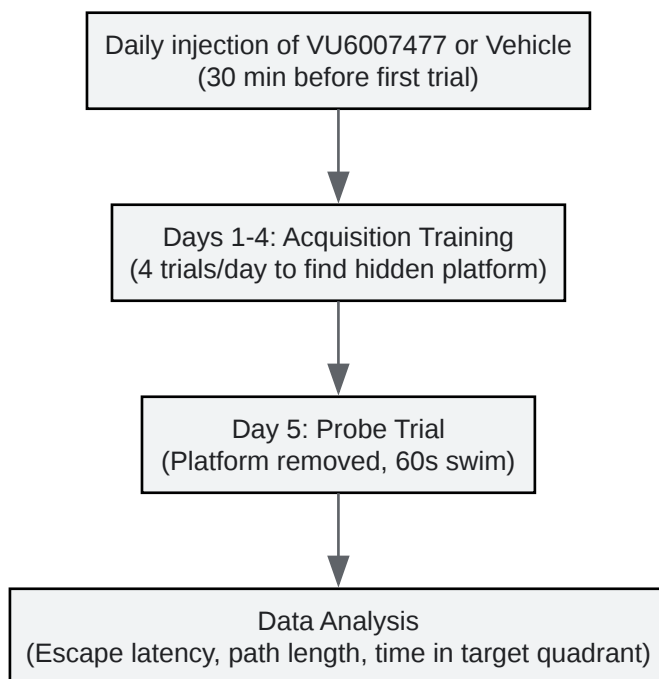 Daily injection of VU6007477 or Vehicle
(30 min before first trial)
Days 1-4: Acquisition Training
(4 trials/day to find hidden platform)
Day 5: Probe Trial
(Platform removed, 60s swim)
Data Analysis
(Escape latency, path length, time in target quadrant)